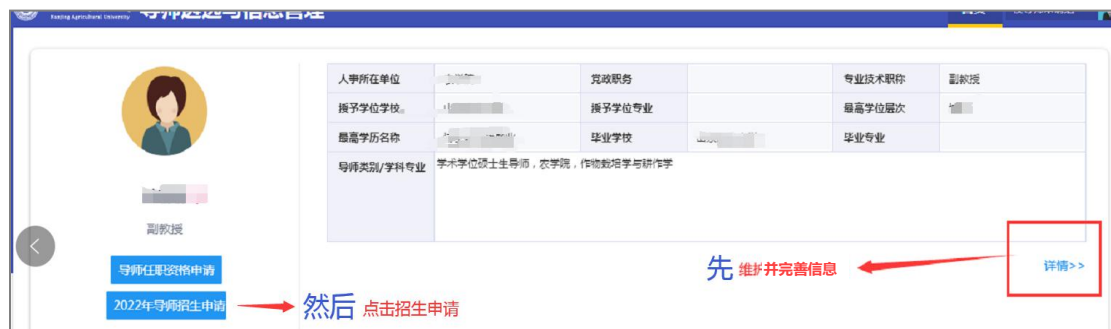 Nanjing Agricultural University 导师遴选与信息管理
人事所在单位 党政职务 专业技术职称 副教授
授予学位学校 授予学位专业 最高学位层次
最高学历名称 毕业学校 毕业专业
导师类别/学科专业 学术学位硕士生导师，农学院，作物栽培学与耕作学
副教授
导师任职资格申请
先 维护并完善信息 详情>>
2022年导师招生申请 然后 点击招生申请